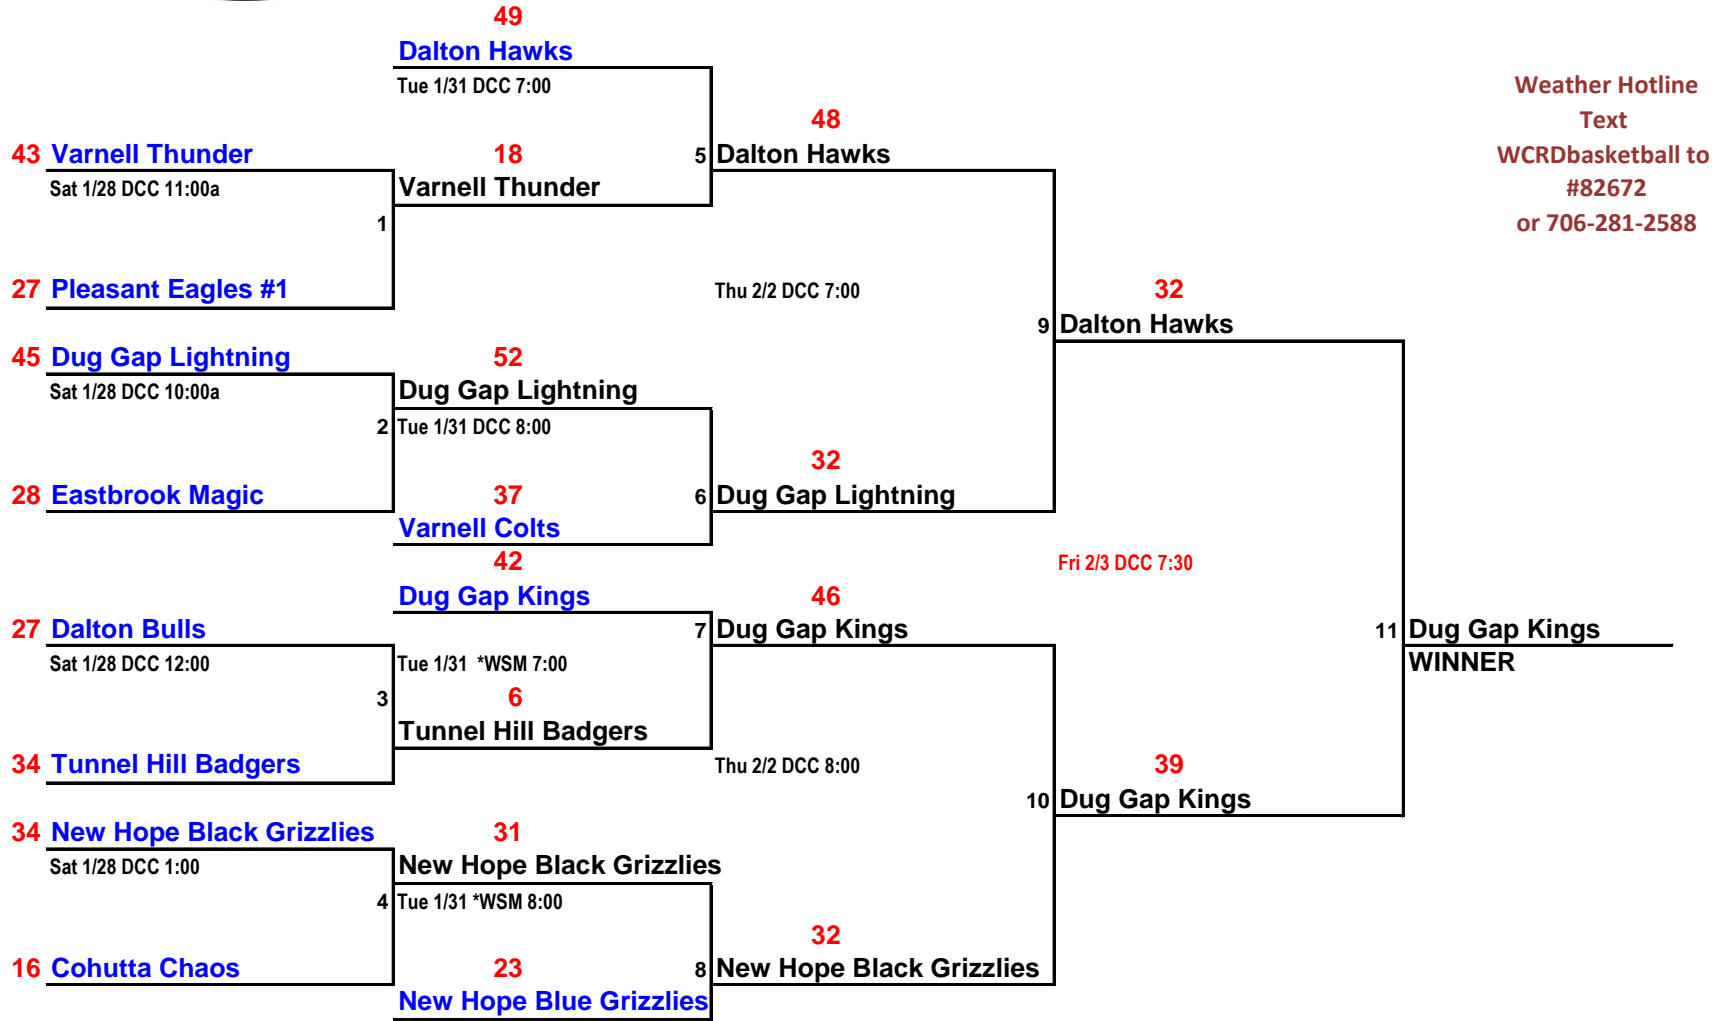 49
Dalton Hawks
Tue 1/31 DCC 7:00
Weather Hotline
Text
WCRDbasketball to
#82672
or 706-281-2588
48
43 Varnell Thunder
18
5 Dalton Hawks
Sat 1/28 DCC 11:00a
Varnell Thunder
1
27 Pleasant Eagles #1
Thu 2/2 DCC 7:00
32
9 Dalton Hawks
45 Dug Gap Lightning
52
Sat 1/28 DCC 10:00a
Dug Gap Lightning
2 Tue 1/31 DCC 8:00
32
28 Eastbrook Magic
37
6 Dug Gap Lightning
Varnell Colts
42
Fri 2/3 DCC 7:30
Dug Gap Kings
46
27 Dalton Bulls
7 Dug Gap Kings
11 Dug Gap Kings
Sat 1/28 DCC 12:00
Tue 1/31 *WSM 7:00
WINNER
3
6
Tunnel Hill Badgers
34 Tunnel Hill Badgers
Thu 2/2 DCC 8:00
39
10 Dug Gap Kings
34 New Hope Black Grizzlies
31
Sat 1/28 DCC 1:00
New Hope Black Grizzlies
4 Tue 1/31 *WSM 8:00
32
16 Cohutta Chaos
23
8 New Hope Black Grizzlies
New Hope Blue Grizzlies